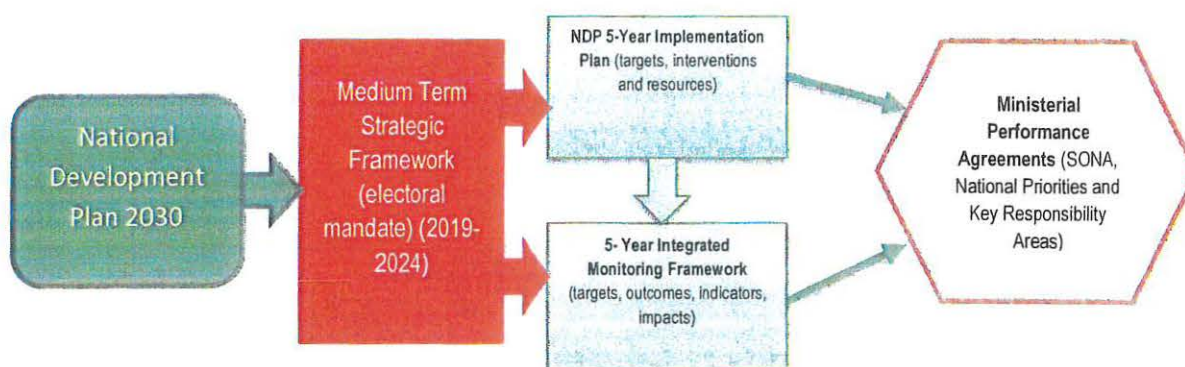 National
Development
Plan 2030
Medium Term
Strategic
Framework
(electoral
mandate) (2019-
2024)
NDP 5-Year Implementation
Plan (targets, interventions
and resources)
5- Year Integrated
Monitoring Framework
(targets, outcomes, indicators,
impacts)
Ministerial
Performance
Agreements (SONA,
National Priorities and
Key Responsibility
Areas)